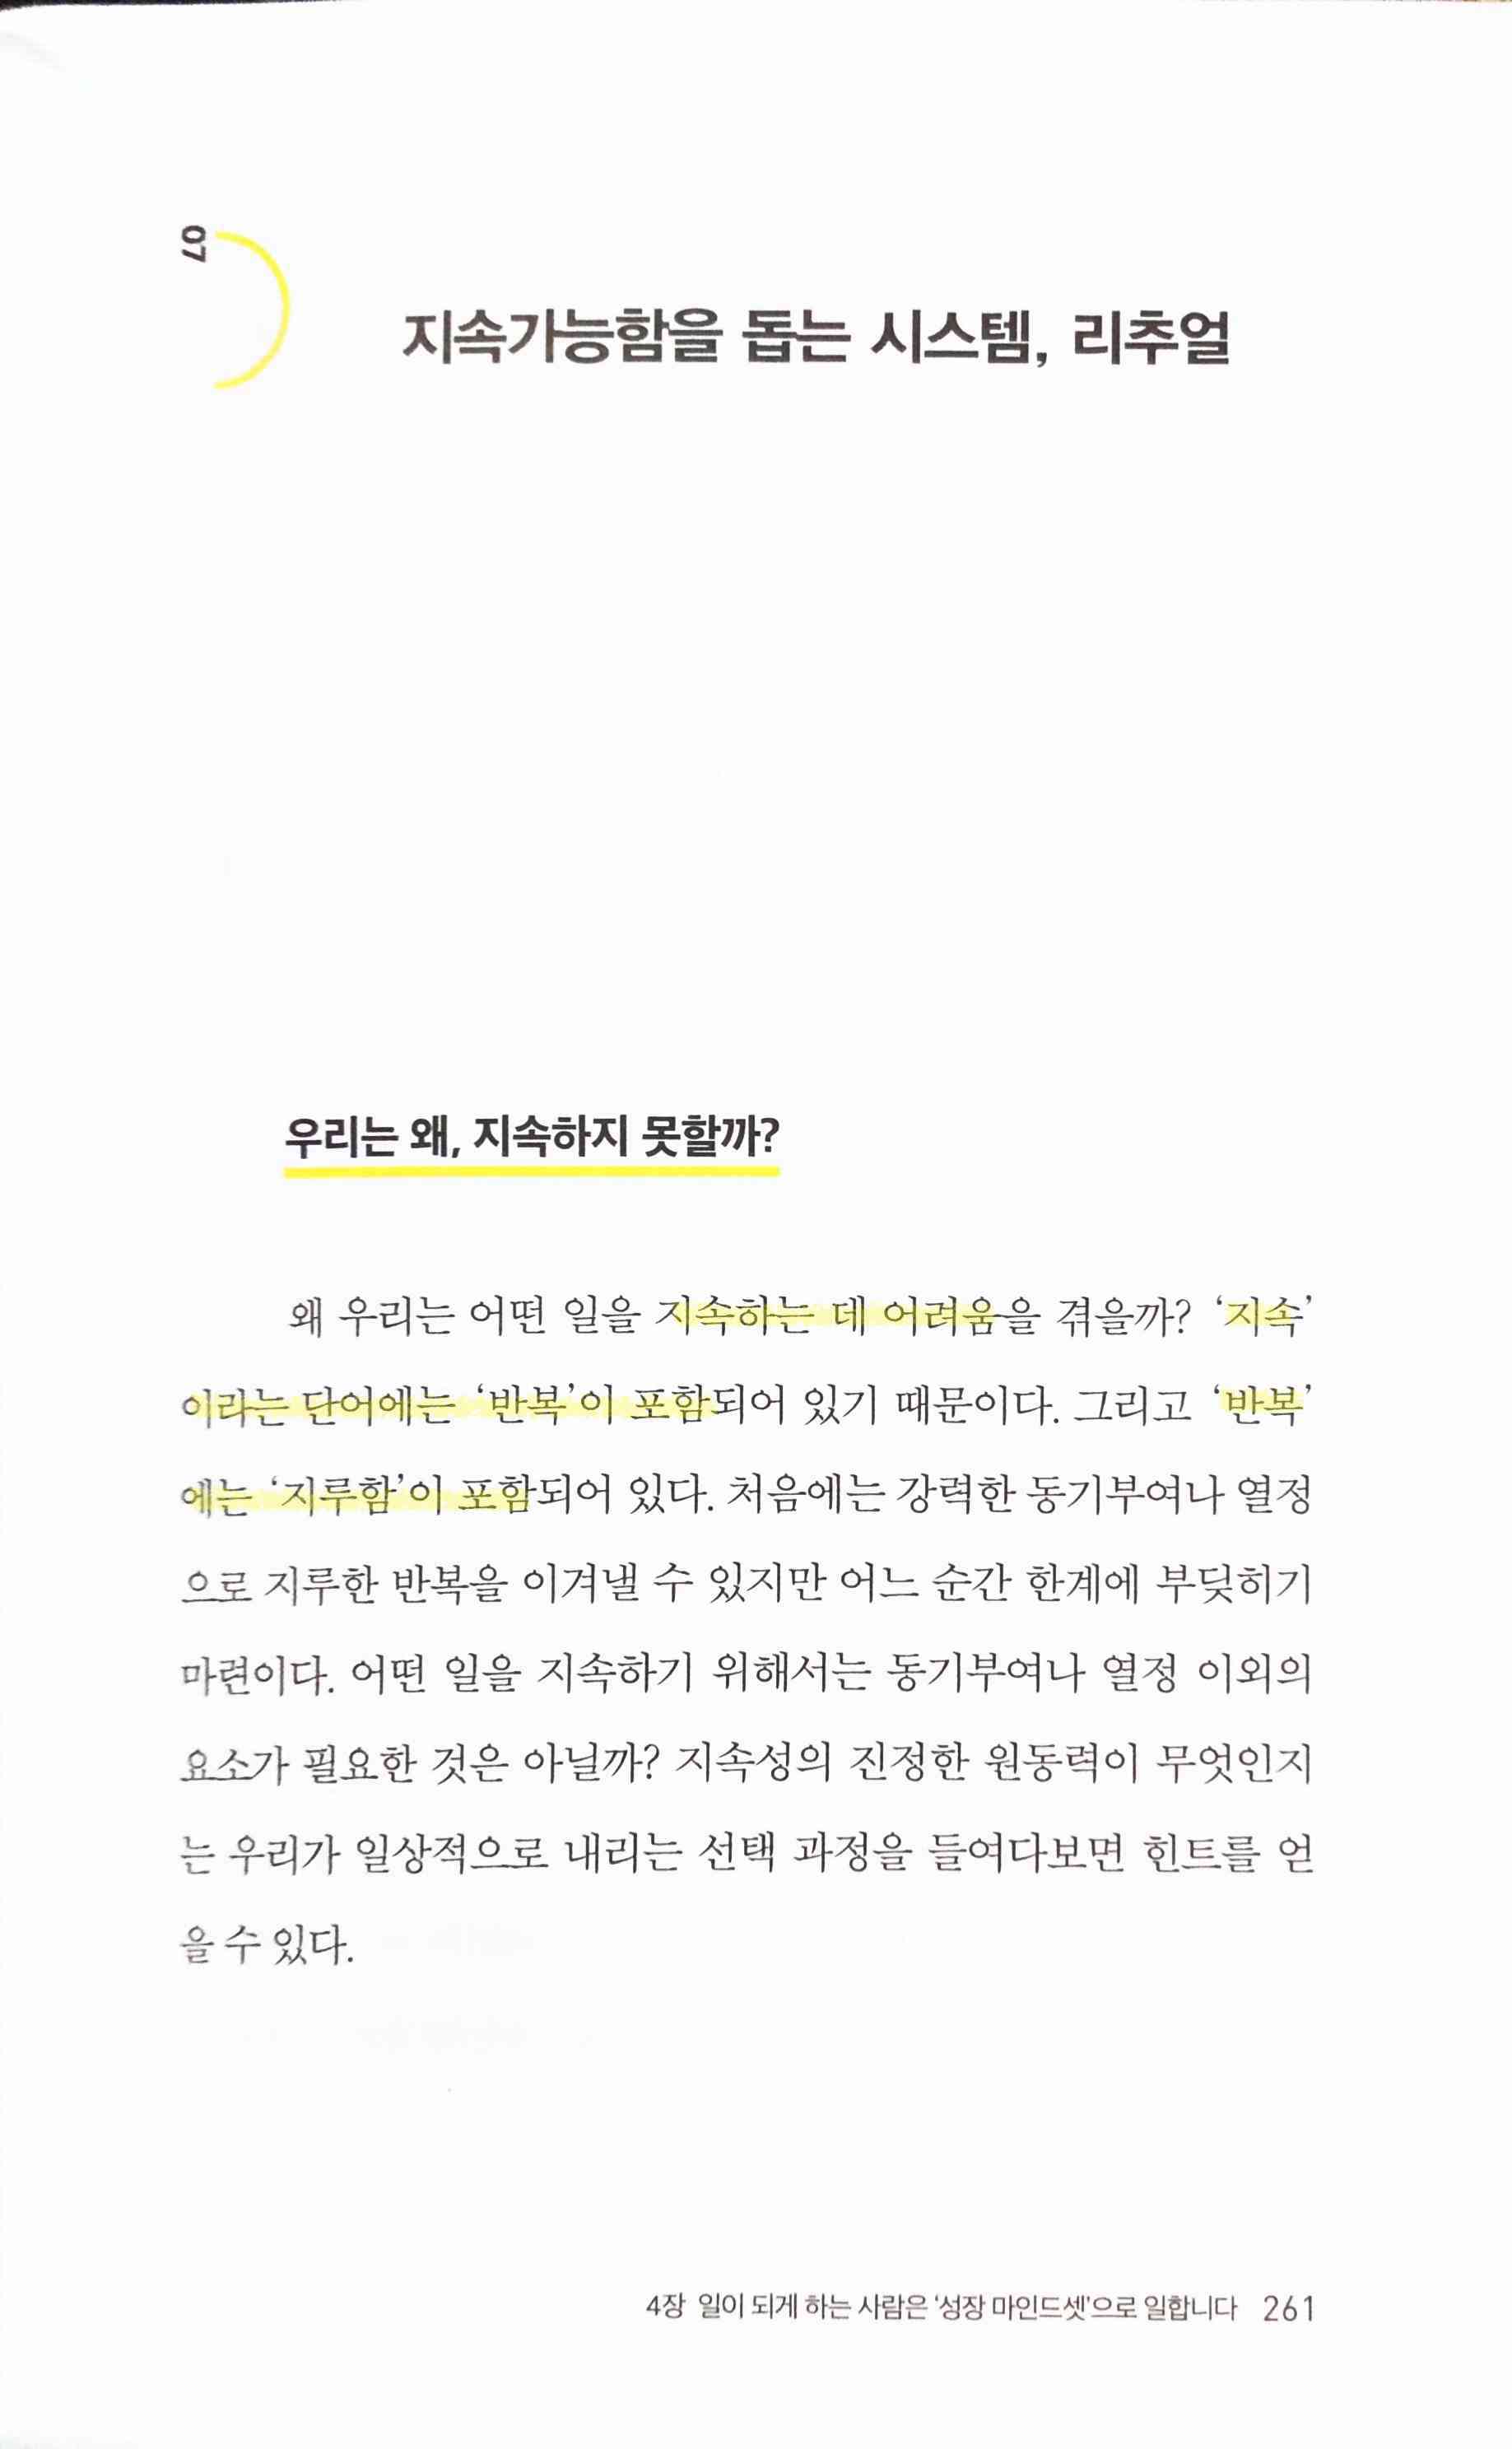 07
지속가능함을 돕는 시스템, 리추얼
우리는 왜, 지속하지 못할까?
왜 우리는 어떤 일을 지속하는 데 어려움을 겪을까? ‘지속’
이라는 단어에는 ‘반복’이 포함되어 있기 때문이다. 그리고 ‘반복’
에는 ‘지루함’이 포함되어 있다. 처음에는 강력한 동기부여나 열정
으로 지루한 반복을 이겨낼 수 있지만 어느 순간 한계에 부딪히기
마련이다. 어떤 일을 지속하기 위해서는 동기부여나 열정 이외의
요소가 필요한 것은 아닐까? 지속성의 진정한 원동력이 무엇인지
는 우리가 일상적으로 내리는 선택 과정을 들여다보면 힌트를 얻
을 수 있다.
4장 일이 되게 하는 사람은 ‘성장 마인드셋’으로 일합니다 261